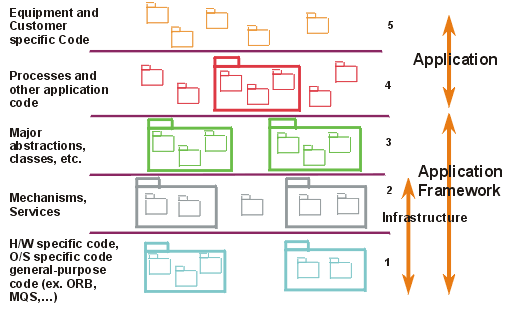 Equipment and
Customer
specific Code
5
Application
Processes and
other application
code
4
Major
abstractions,
classes, etc.
3
Application
Framework
Mechanisms,
Services
2
Infrastructure
H/W specific code,
O/S specific code
general-purpose
code (ex. ORB,
MQS,...)
1